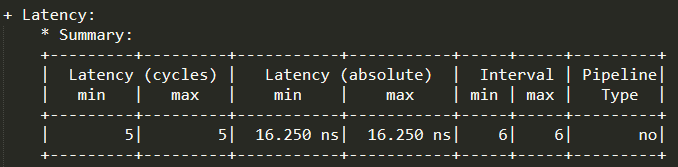 + Latency:
    * Summary:
    +---------+---------+-----------+-----------+-----+-----+---------+
    |  Latency (cycles) |   Latency (absolute)  |  Interval | Pipeline|
    |   min   |   max   |    min    |    max    | min | max |   Type  |
    +---------+---------+-----------+-----------+-----+-----+---------+
    |        5|        5|  16.250 ns|  16.250 ns|    6|    6|       no|
    +---------+---------+-----------+-----------+-----+-----+---------+